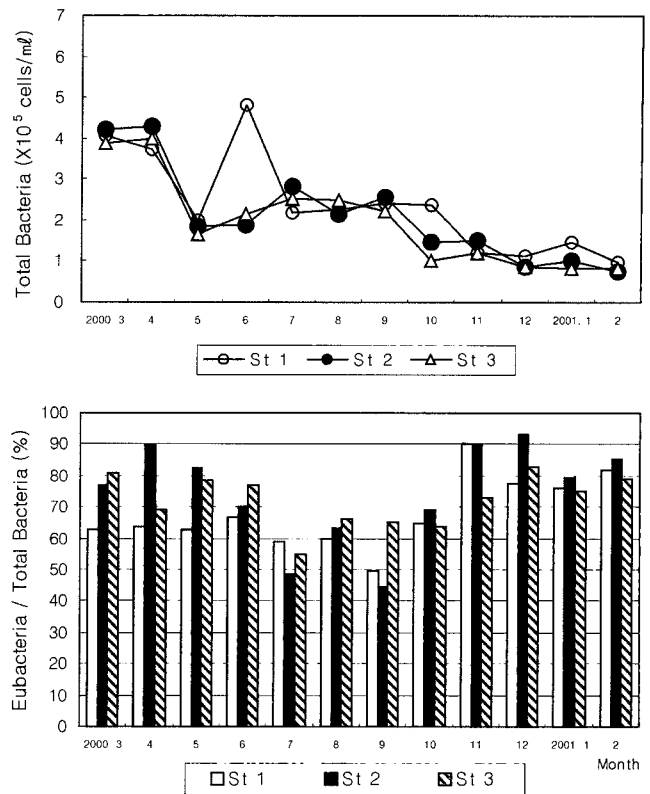 Total Bacteria (X10⁵ cells/㎖)
7
6
5
4
3
2
1
0
2000. 3 4 5 6 7 8 9 10 11 12 2001. 1 2
St 1 St 2 St 3
Eubacteria / Total Bacteria (%)
100
90
80
70
60
50
40
30
20
10
0
2000 3 4 5 6 7 8 9 10 11 12 2001 1 2
Month
St 1 St 2 St 3